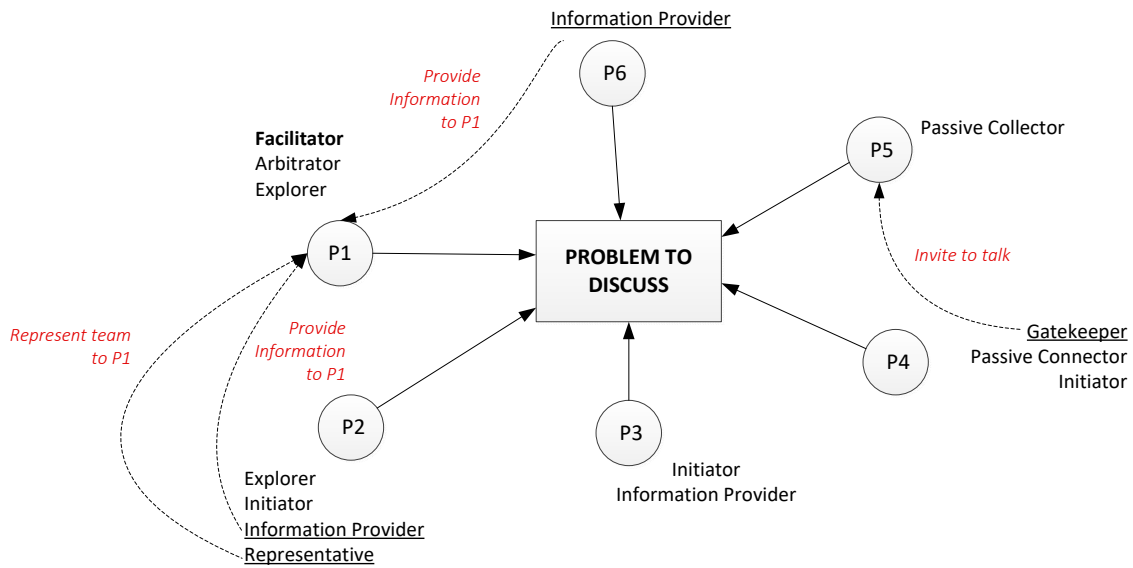 Information Provider
P6
Provide
Information
to P1
Facilitator
Arbitrator
Explorer
P5
Passive Collector
P1
PROBLEM TO
DISCUSS
Invite to talk
Represent team
to P1
Provide
Information
to P1
Gatekeeper
Passive Connector
Initiator
P4
P2
P3
Initiator
Information Provider
Explorer
Initiator
Information Provider
Representative